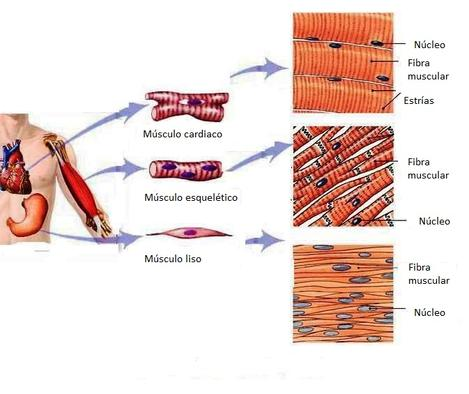 Núcleo
Fibra
muscular
Estrías
Músculo cardiaco
Fibra
muscular
Músculo esquelético
Núcleo
Músculo liso
Fibra
muscular
Núcleo